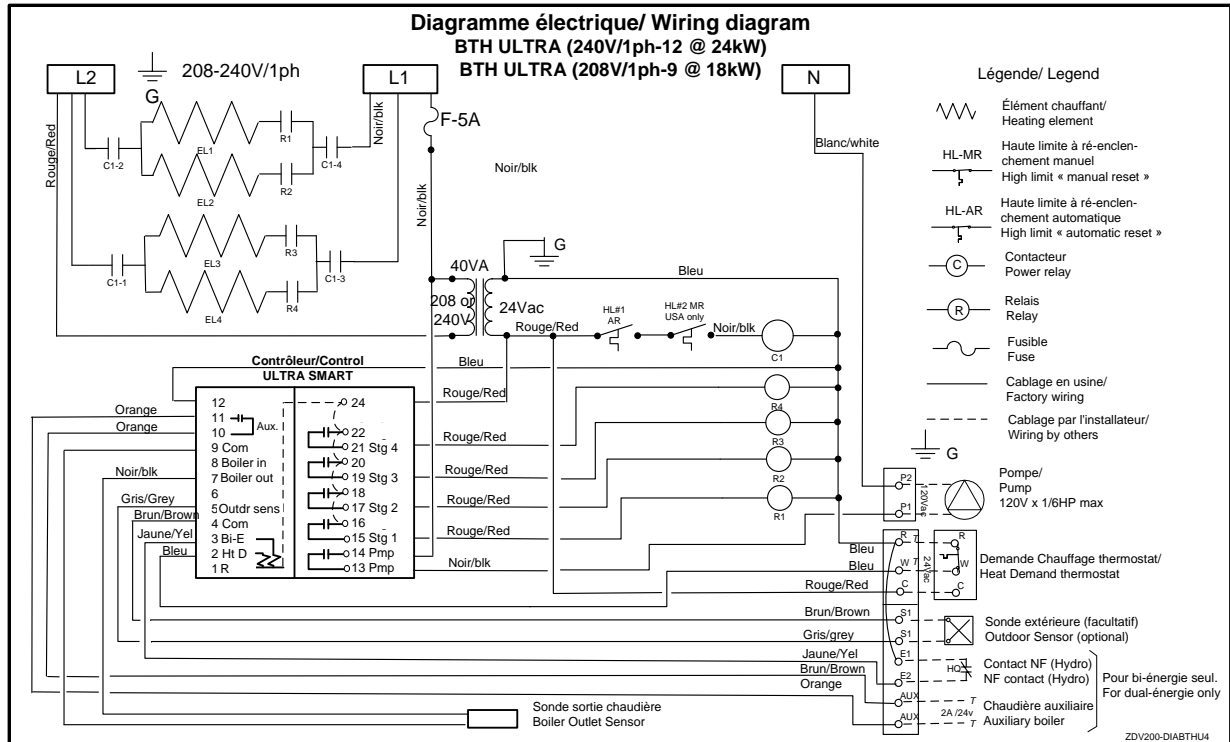 Diagramme électrique/ Wiring diagram
BTH ULTRA (240V/1ph-12 @ 24kW)
BTH ULTRA (208V/1ph-9 @ 18kW)
L2
G
208-240V/1ph
L1
N
F-5A
Rouge/Red
Noir/blk
Noir/blk
Noir/blk
Blanc/white
C1-2
EL1
R1
EL2
R2
C1-4
C1-1
EL3
R3
EL4
R4
C1-3
40VA
208 or
240V
24Vac
G
Bleu
Rouge/Red
HL#1
AR
HL#2 MR
USA only
Noir/blk
C1
Bleu
Contrôleur/Control
ULTRA SMART
12
11
10
Aux.
9 Com
8 Boiler in
7 Boiler out
6
5 Outdr sens
4 Com
3 Bi-E
2 Ht D
1 R
24
22
21 Stg 4
20
19 Stg 3
18
17 Stg 2
16
15 Stg 1
14 Pmp
13 Pmp
Orange
Orange
Noir/blk
Gris/Grey
Brun/Brown
Jaune/Yel
Bleu
Rouge/Red
Rouge/Red
Rouge/Red
Rouge/Red
Rouge/Red
Noir/blk
R4
R3
R2
R1
P2
P1
120Vac
Pompe/
Pump
120V x 1/6HP max
Bleu
Bleu
Rouge/Red
Brun/Brown
Gris/grey
Jaune/Yel
Brun/Brown
Orange
R T
W T
C
24Vac
R
W
C
Demande Chauffage thermostat/
Heat Demand thermostat
S1
S1
Sonde extérieure (facultatif)
Outdoor Sensor (optional)
E1
E2
HQ
Contact NF (Hydro)
NF contact (Hydro)
AUX
AUX
T
2A /24v
T
Chaudière auxiliaire
Auxiliary boiler
Pour bi-énergie seul.
For dual-énergie only
Sonde sortie chaudière
Boiler Outlet Sensor
Légende/ Legend
Élément chauffant/
Heating element
HL-MR
Haute limite à ré-enclen-
chement manuel
High limit « manual reset »
HL-AR
Haute limite à ré-enclen-
chement automatique
High limit « automatic reset »
C
Contacteur
Power relay
R
Relais
Relay
Fusible
Fuse
Cablage en usine/
Factory wiring
Cablage par l'installateur/
Wiring by others
G
ZDV200-DIABTHU4